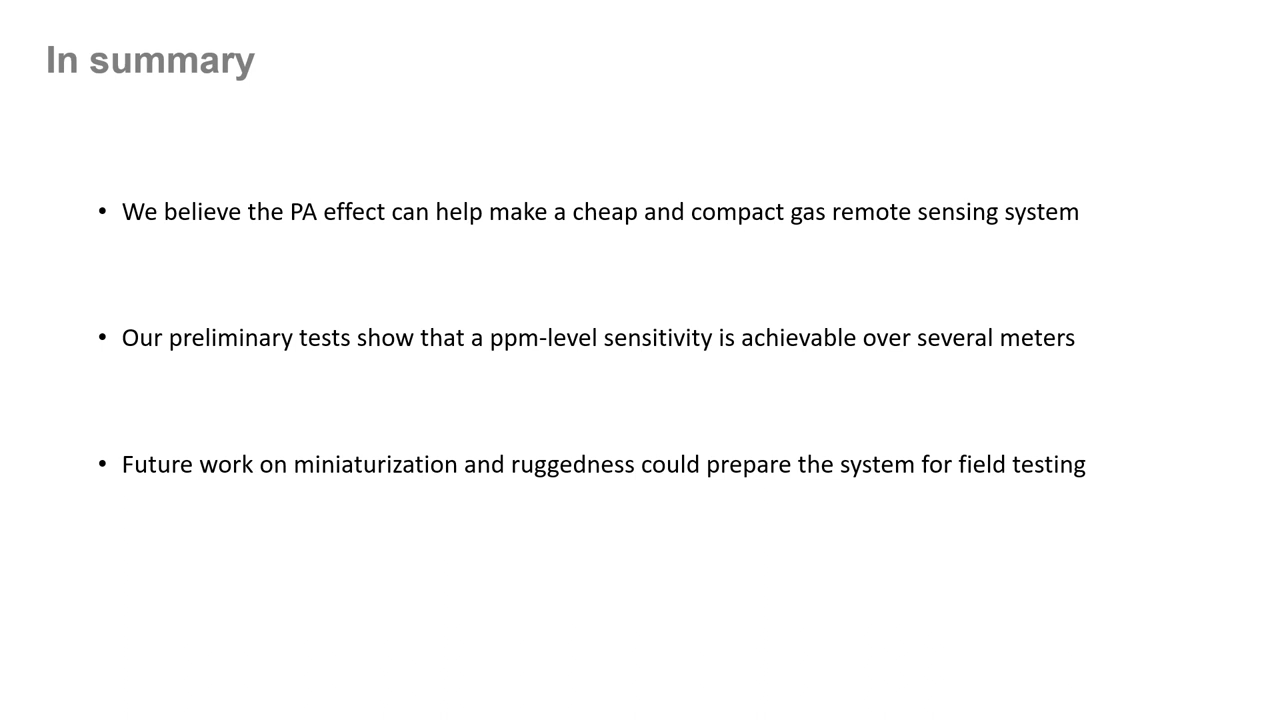 In summary
• We believe the PA effect can help make a cheap and compact gas remote sensing system
• Our preliminary tests show that a ppm-level sensitivity is achievable over several meters
• Future work on miniaturization and ruggedness could prepare the system for field testing